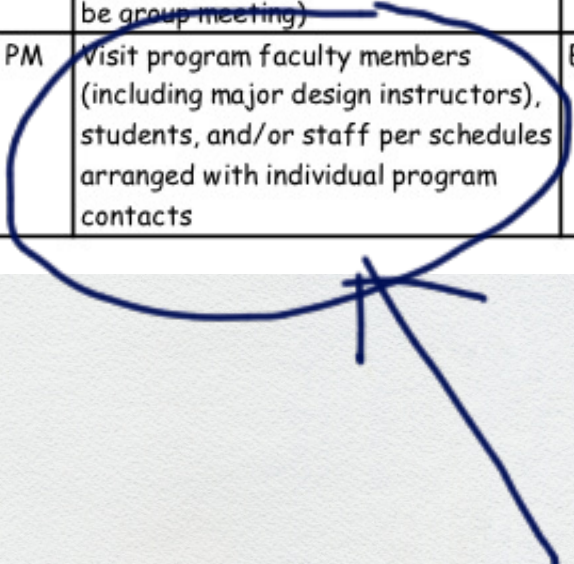 be group meeting)
PM
Visit program faculty members
(including major design instructors),
students, and/or staff per schedules
arranged with individual program
contacts